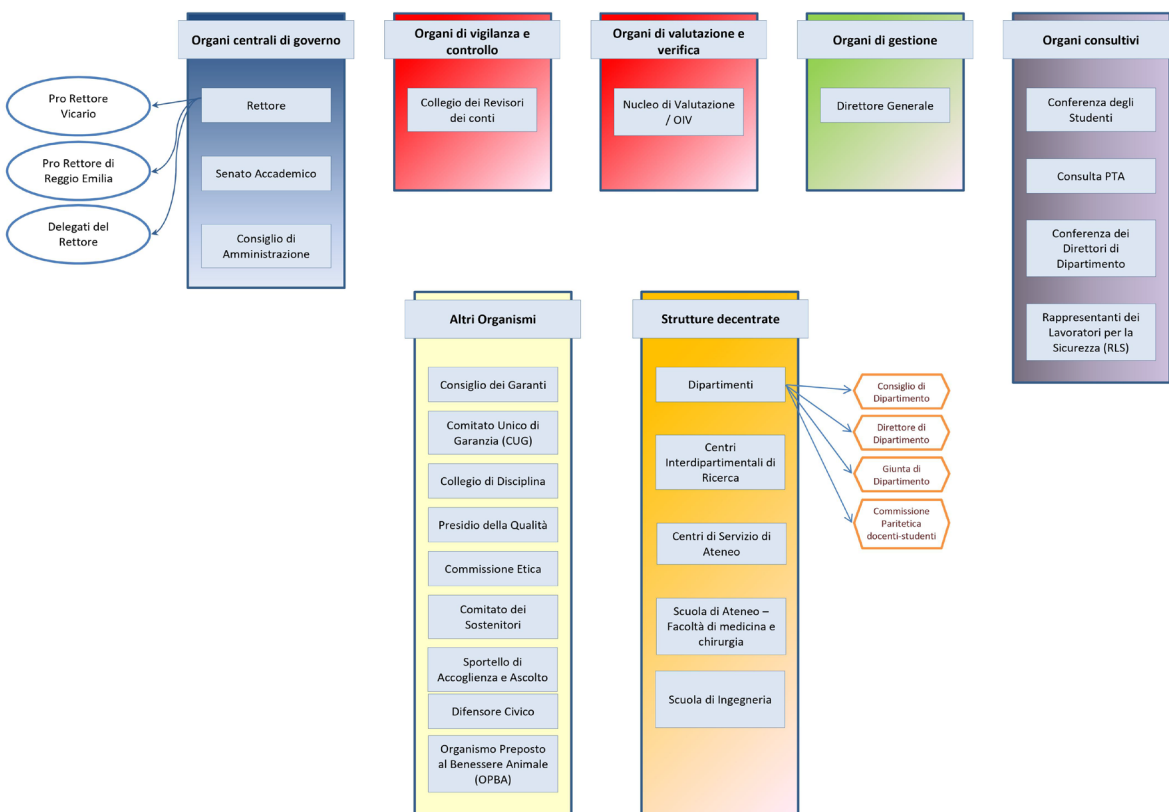 Organi centrali di governo
Rettore
Senato Accademico
Consiglio di
Amministrazione
Pro Rettore
Vicario
Pro Rettore di
Reggio Emilia
Delegati del
Rettore
Organi di vigilanza e
controllo
Collegio dei Revisori
dei conti
Organi di valutazione e
verifica
Nucleo di Valutazione
/ OIV
Organi di gestione
Direttore Generale
Organi consultivi
Conferenza degli
Studenti
Consulta PTA
Conferenza dei
Direttori di
Dipartimento
Rappresentanti dei
Lavoratori per la
Sicurezza (RLS)
Altri Organismi
Consiglio dei Garanti
Comitato Unico di
Garanzia (CUG)
Collegio di Disciplina
Presidio della Qualità
Commissione Etica
Comitato dei
Sostenitori
Sportello di
Accoglienza e Ascolto
Difensore Civico
Organismo Preposto
al Benessere Animale
(OPBA)
Strutture decentrate
Dipartimenti
Centri
Interdipartimentali di
Ricerca
Centri di Servizio di
Ateneo
Scuola di Ateneo –
Facoltà di medicina e
chirurgia
Scuola di Ingegneria
Consiglio di
Dipartimento
Direttore di
Dipartimento
Giunta di
Dipartimento
Commissione
Paritetica
docenti-studenti